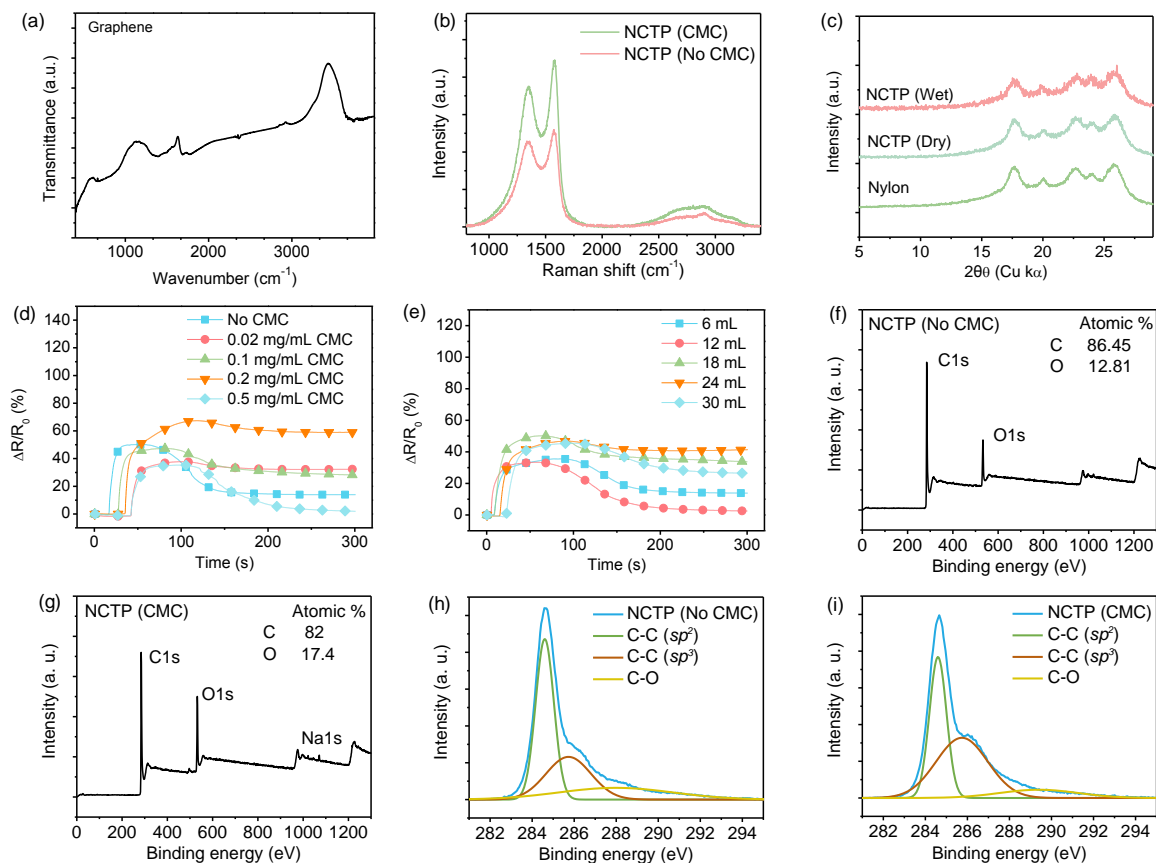 (a)
Graphene
Transmittance (a.u.)
1000 2000 3000
Wavenumber (cm⁻¹)
(b)
NCTP (CMC)
NCTP (No CMC)
Intensity (a.u.)
1000 1500 2000 2500 3000
Raman shift (cm⁻¹)
(c)
NCTP (Wet)
NCTP (Dry)
Nylon
Intensity (a.u.)
5 10 15 20 25
2θθ (Cu kα)
(d)
No CMC
0.02 mg/mL CMC
0.1 mg/mL CMC
0.2 mg/mL CMC
0.5 mg/mL CMC
ΔR/R₀ (%)
140
120
100
80
60
40
20
0
0 100 200 300
Time (s)
(e)
6 mL
12 mL
18 mL
24 mL
30 mL
ΔR/R₀ (%)
120
100
80
60
40
20
0
0 100 200 300
Time (s)
(f)
NCTP (No CMC)
Atomic %
C 86.45
O 12.81
C1s
O1s
Intensity (a. u.)
0 200 400 600 800 1000 1200
Binding energy (eV)
(g)
NCTP (CMC)
Atomic %
C 82
O 17.4
C1s
O1s
Na1s
Intensity (a. u.)
0 200 400 600 800 1000 1200
Binding energy (eV)
(h)
NCTP (No CMC)
C-C (sp²)
C-C (sp³)
C-O
Intensity (a. u.)
282 284 286 288 290 292 294
Binding energy (eV)
(i)
NCTP (CMC)
C-C (sp²)
C-C (sp³)
C-O
Intensity (a. u.)
282 284 286 288 290 292 294
Binding energy (eV)